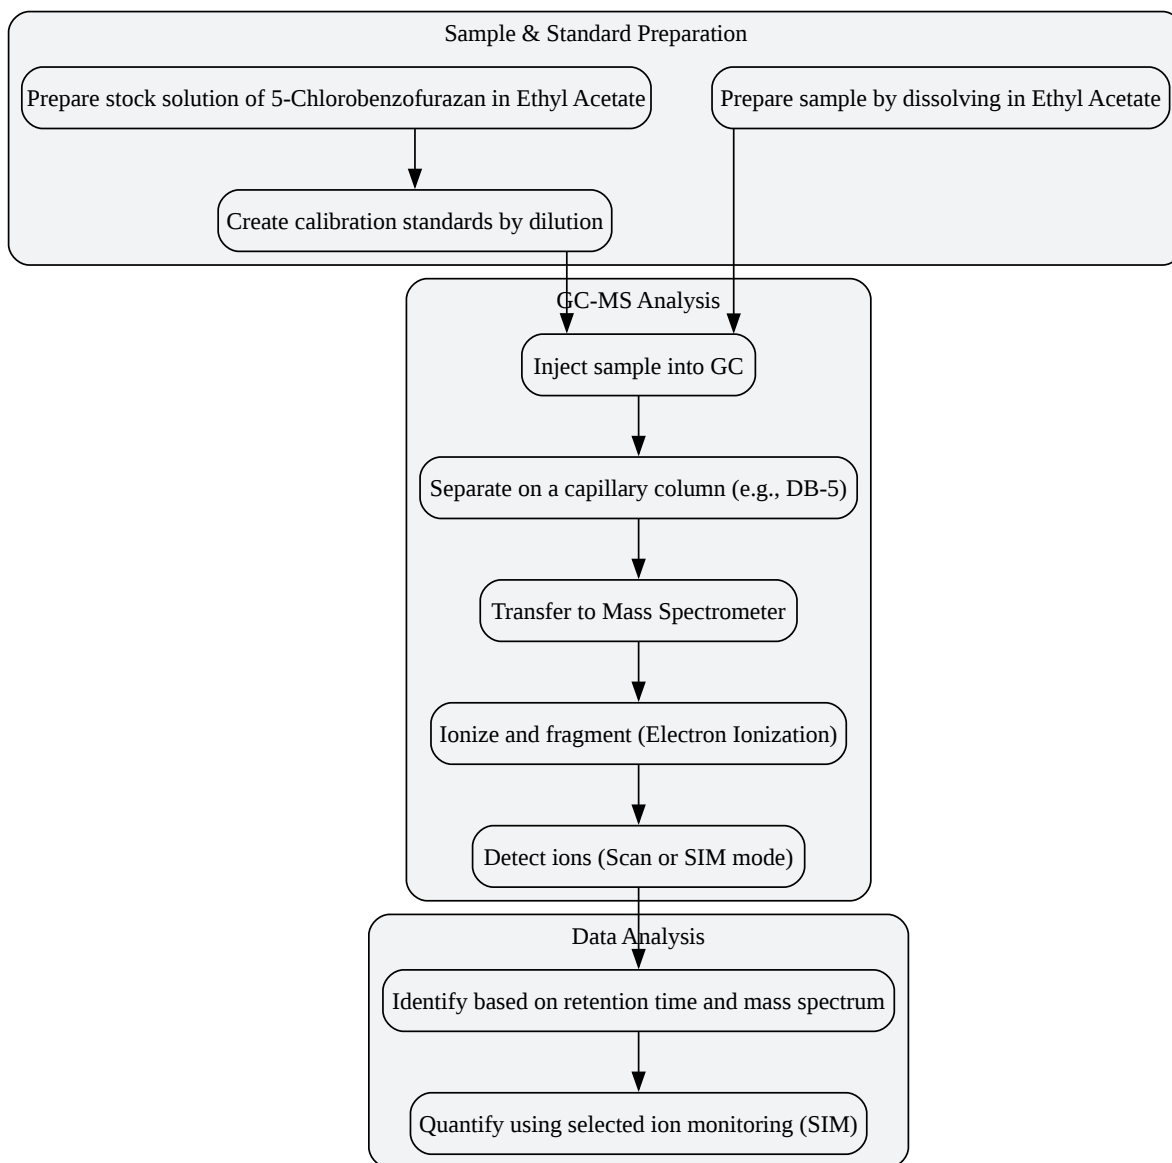 Sample & Standard Preparation
Prepare stock solution of 5-Chlorobenzofurazan in Ethyl Acetate
Prepare sample by dissolving in Ethyl Acetate
Create calibration standards by dilution
GC-MS Analysis
Inject sample into GC
Separate on a capillary column (e.g., DB-5)
Transfer to Mass Spectrometer
Ionize and fragment (Electron Ionization)
Detect ions (Scan or SIM mode)
Data Analysis
Identify based on retention time and mass spectrum
Quantify using selected ion monitoring (SIM)